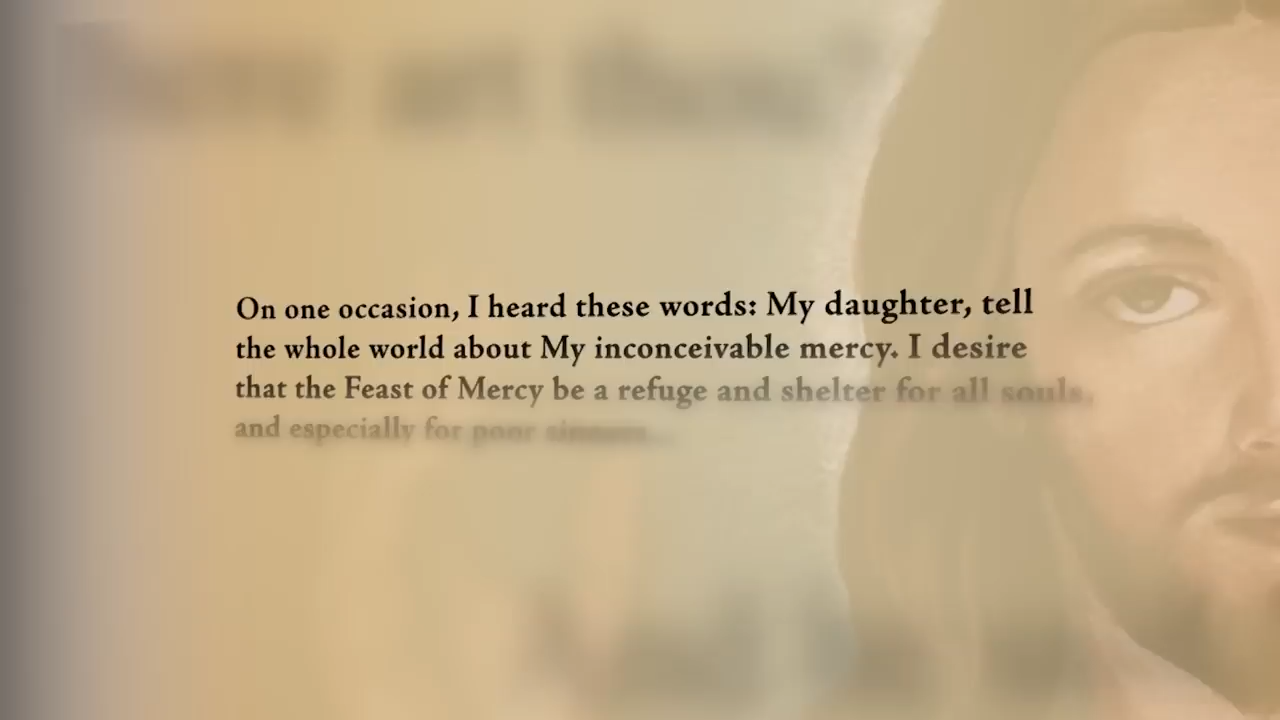 On one occasion, I heard these words: My daughter, tell
the whole world about My inconceivable mercy. I desire
that the Feast of Mercy be a refuge and shelter for all souls,
and especially for poor sinners...